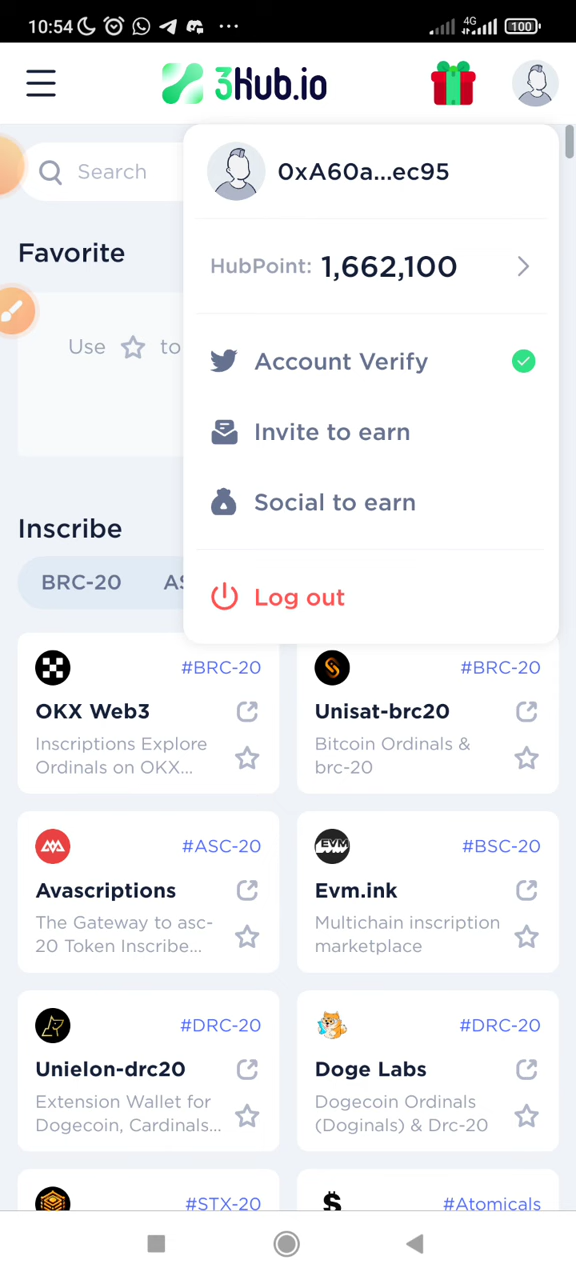 10:54
4G
100
3Hub.io
Search
0xA60a...ec95
Favorite
HubPoint: 1,662,100
Use ☆ to
Account Verify
Invite to earn
Social to earn
Inscribe
BRC-20
Log out
#BRC-20
OKX Web3
Inscriptions Explore
Ordinals on OKX...
#BRC-20
Unisat-brc20
Bitcoin Ordinals &
brc-20
#ASC-20
Avascriptions
The Gateway to asc-
20 Token Inscribe...
EVM
#BSC-20
Evm.ink
Multichain inscription
marketplace
#DRC-20
Unielon-drc20
Extension Wallet for
Dogecoin, Cardinals...
#DRC-20
Doge Labs
Dogecoin Ordinals
(Doginals) & Drc-20
#STX-20
$
#Atomicals